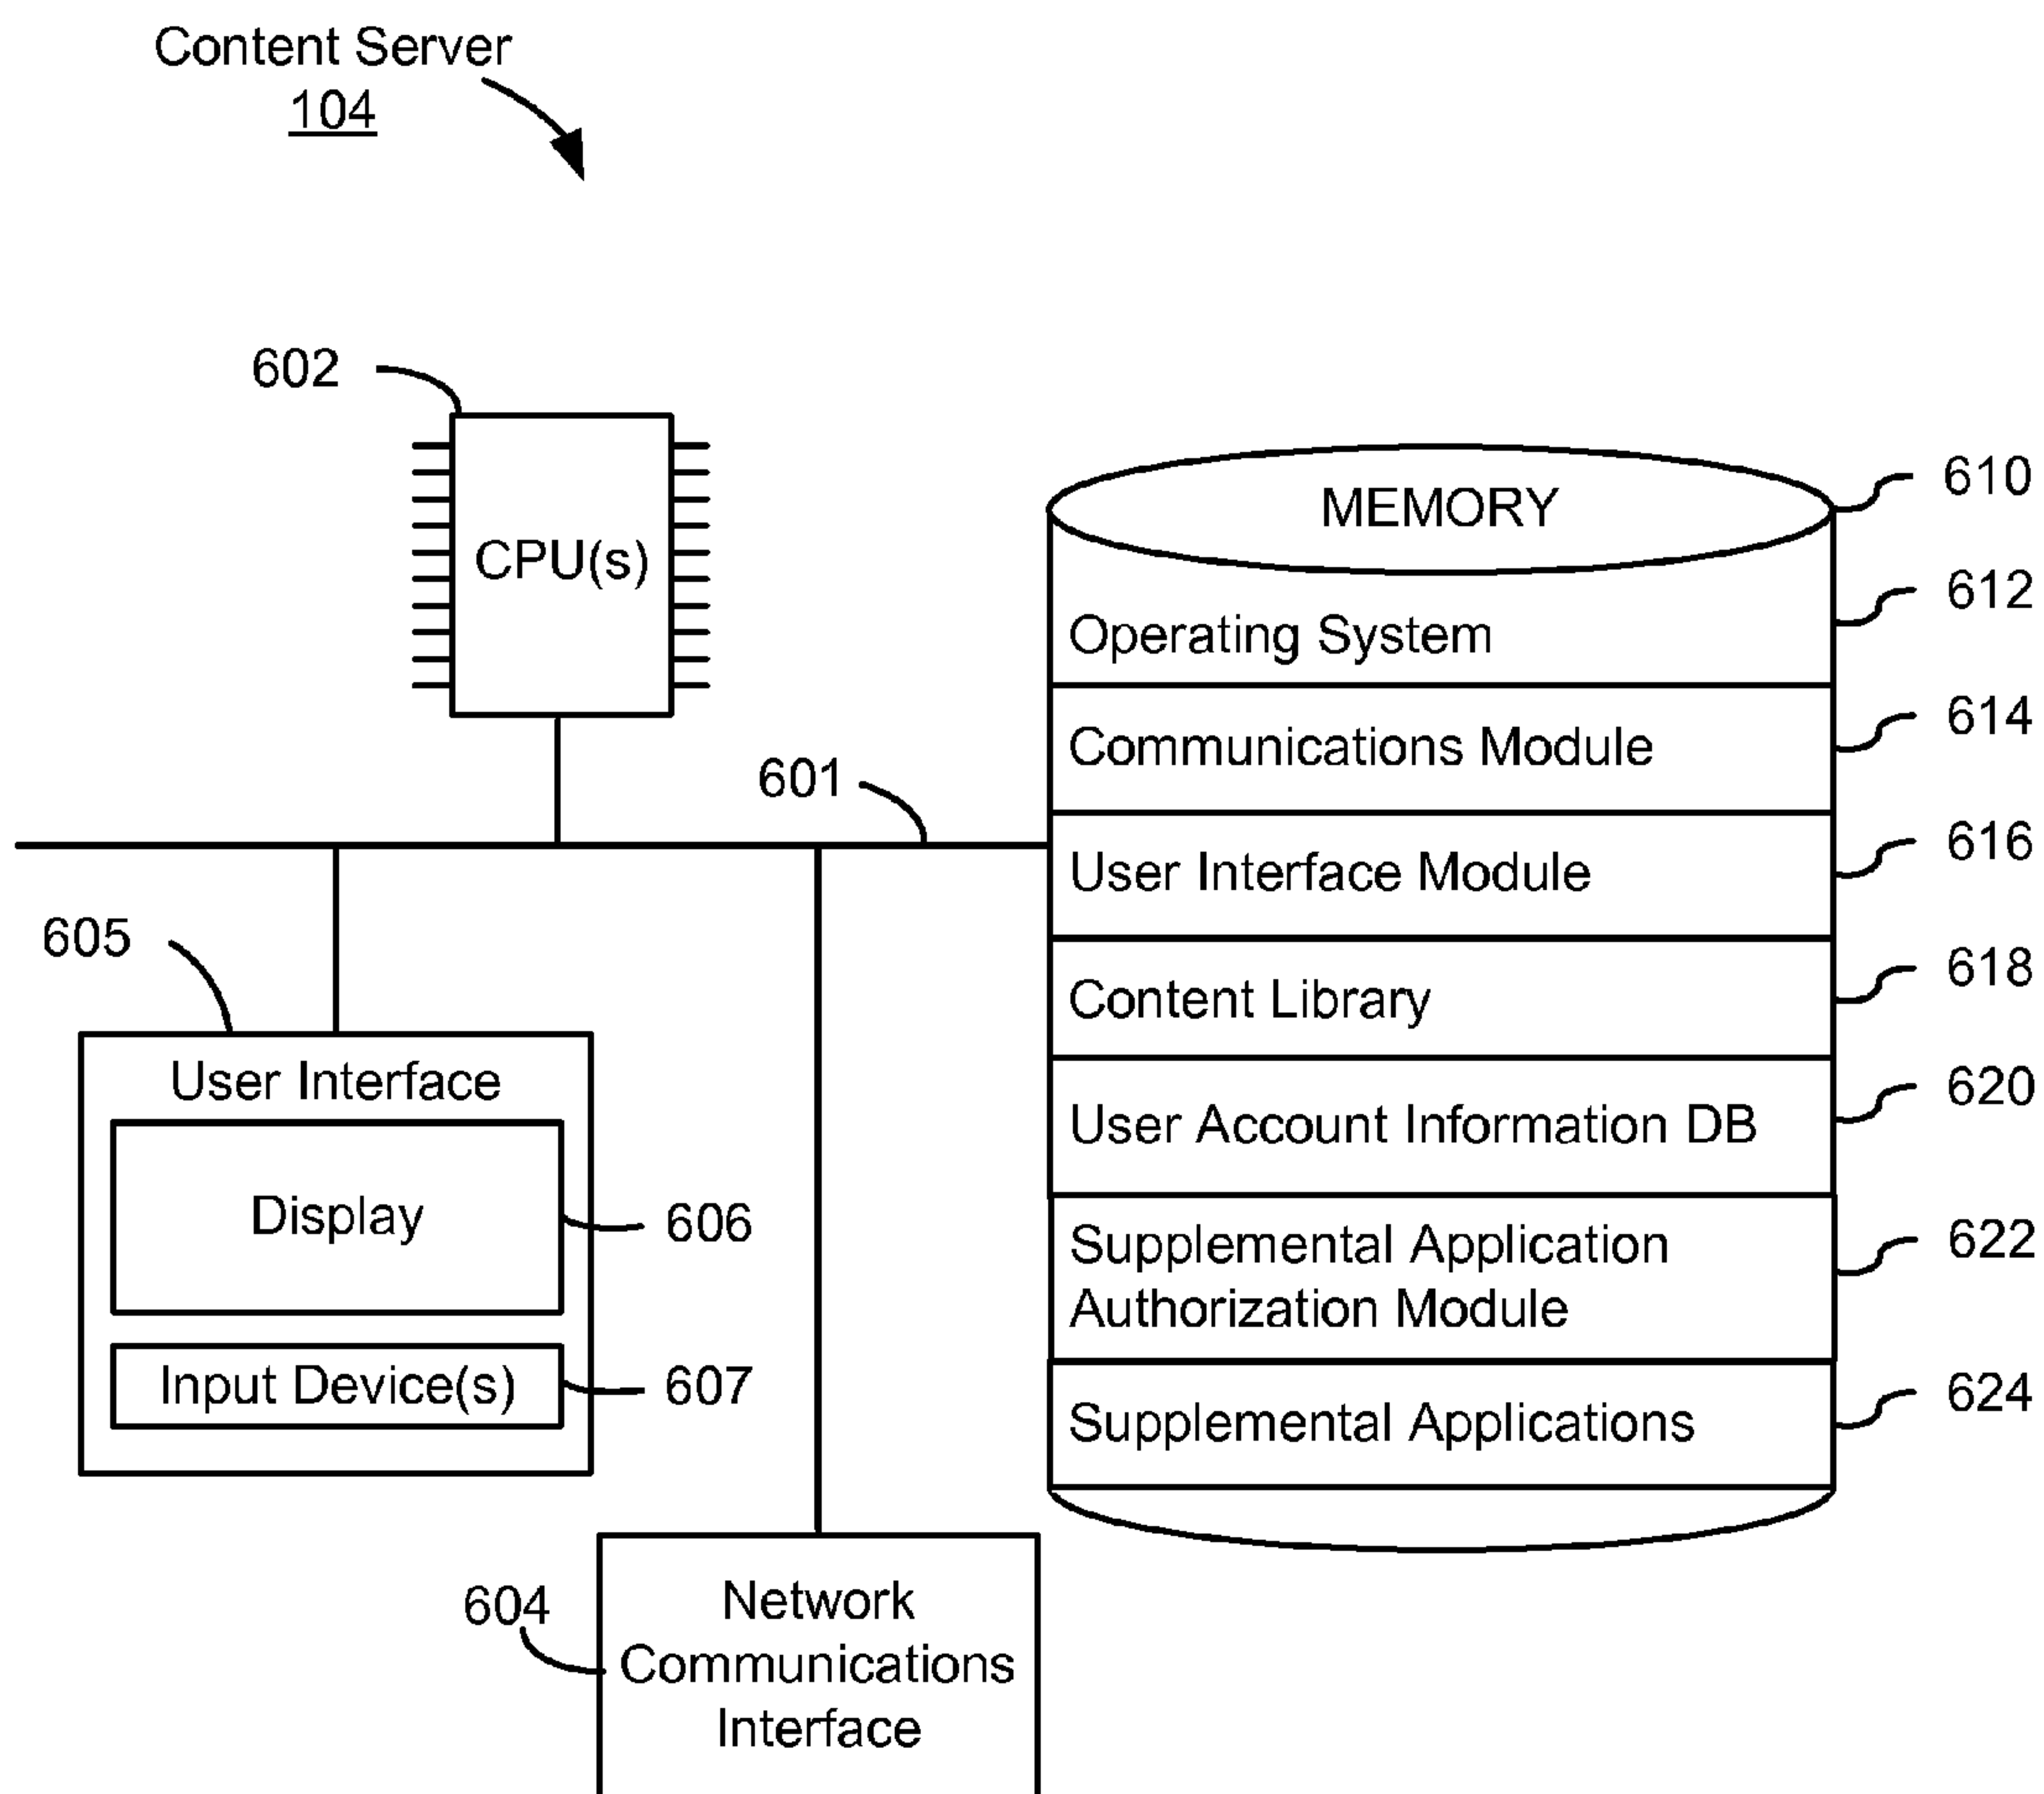 Content Server
104
602
CPU(s)
601
MEMORY
610
Operating System
612
Communications Module
614
User Interface Module
616
Content Library
618
User Account Information DB
620
Supplemental Application
Authorization Module
622
Supplemental Applications
624
605
User Interface
Display
606
Input Device(s)
607
604
Network
Communications
Interface